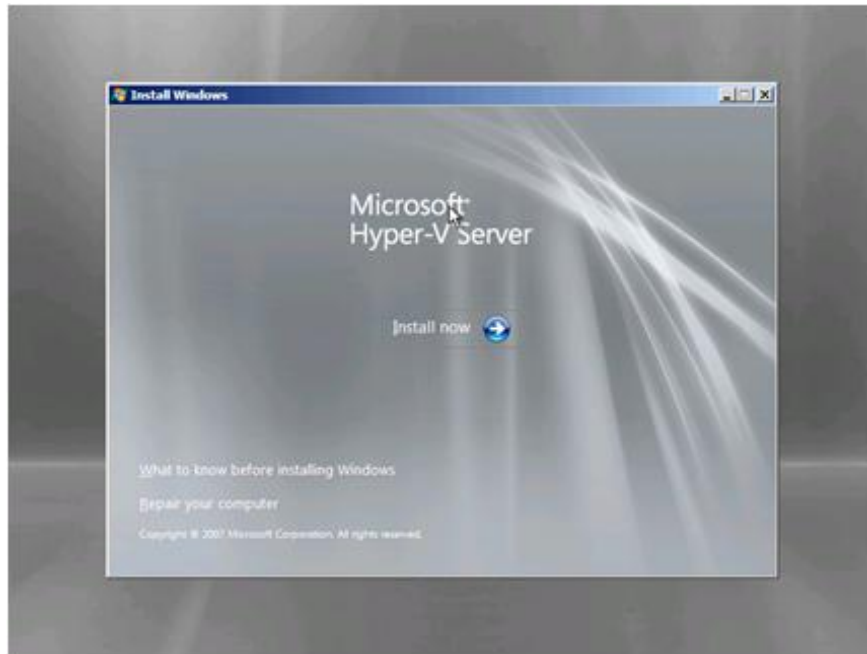 Install Windows
Microsoft®
Hyper-V Server
Install now
What to know before installing Windows
Repair your computer
Copyright © 2007 Microsoft Corporation. All rights reserved.